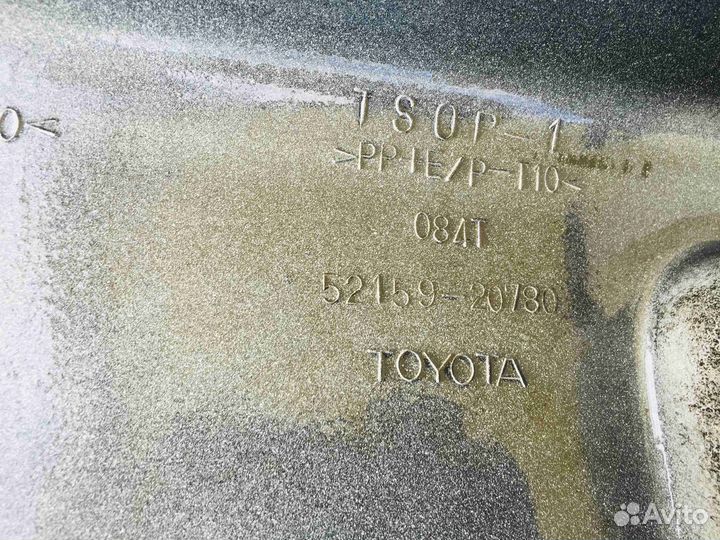 TSOP-1
>PP+E/P-T10<
084T
52159-20780
TOYOTA
Avito